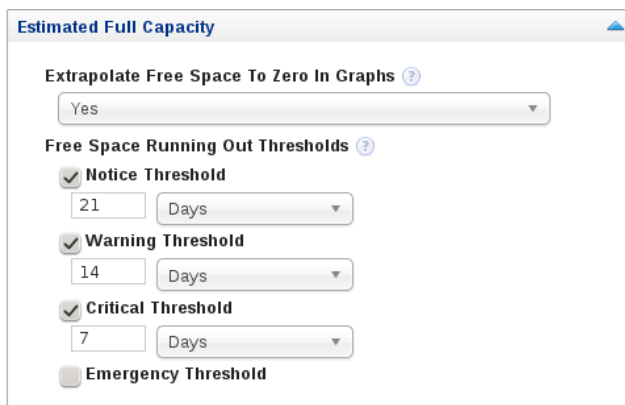 Estimated Full Capacity
Extrapolate Free Space To Zero In Graphs ?
Yes
Free Space Running Out Thresholds ?
Notice Threshold
21 Days
Warning Threshold
14 Days
Critical Threshold
7 Days
Emergency Threshold